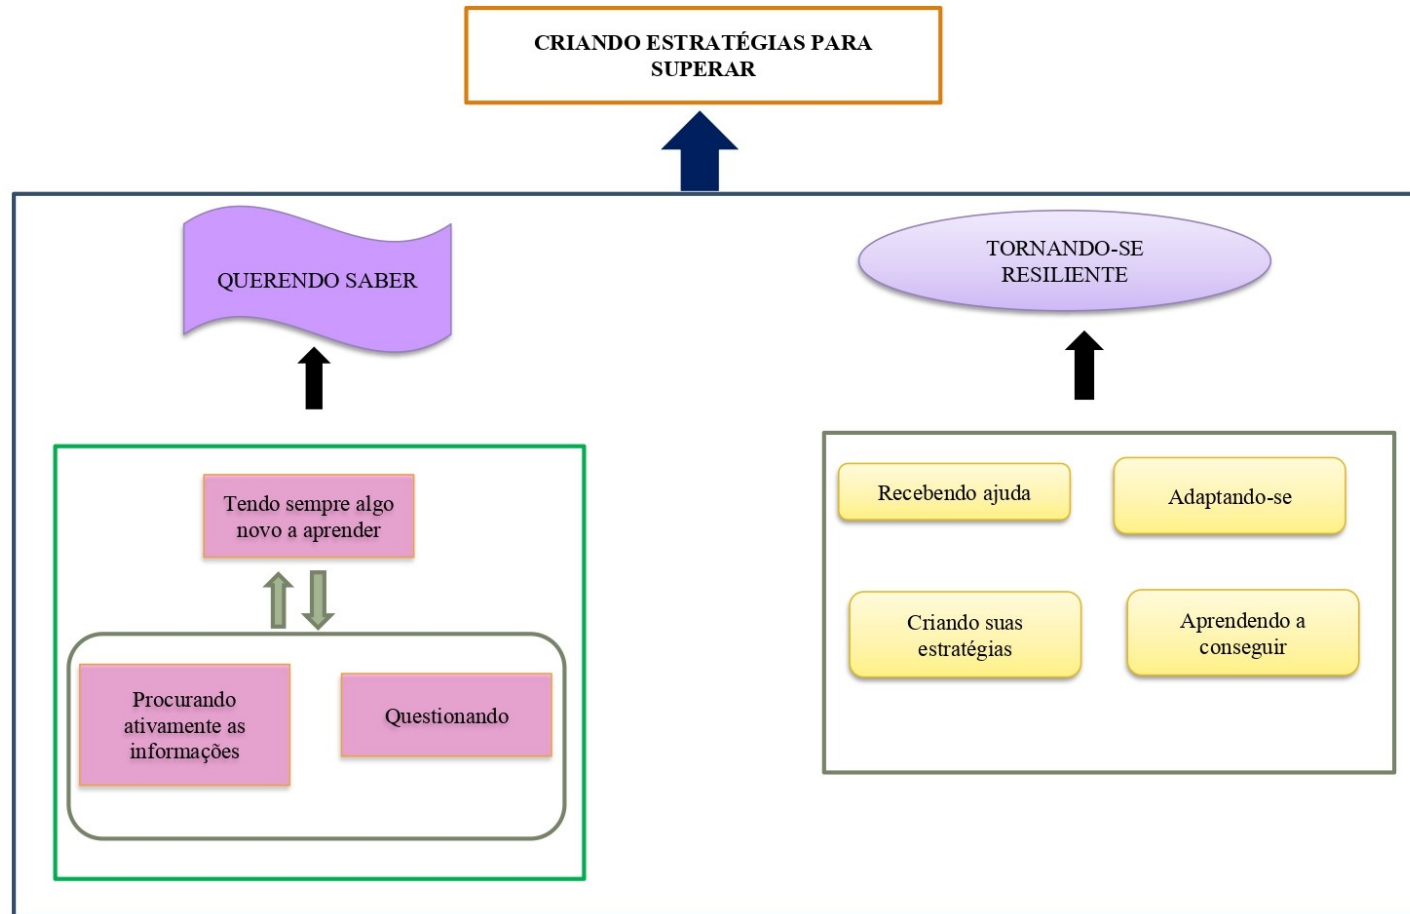 CRIANDO ESTRATÉGIAS PARA
SUPERAR
QUERENDO SABER
TORNANDO-SE
RESILIENTE
Tendo sempre algo
novo a aprender
Procurando
ativamente as
informações
Questionando
Recebendo ajuda
Adaptando-se
Criando suas
estratégias
Aprendendo a
conseguir